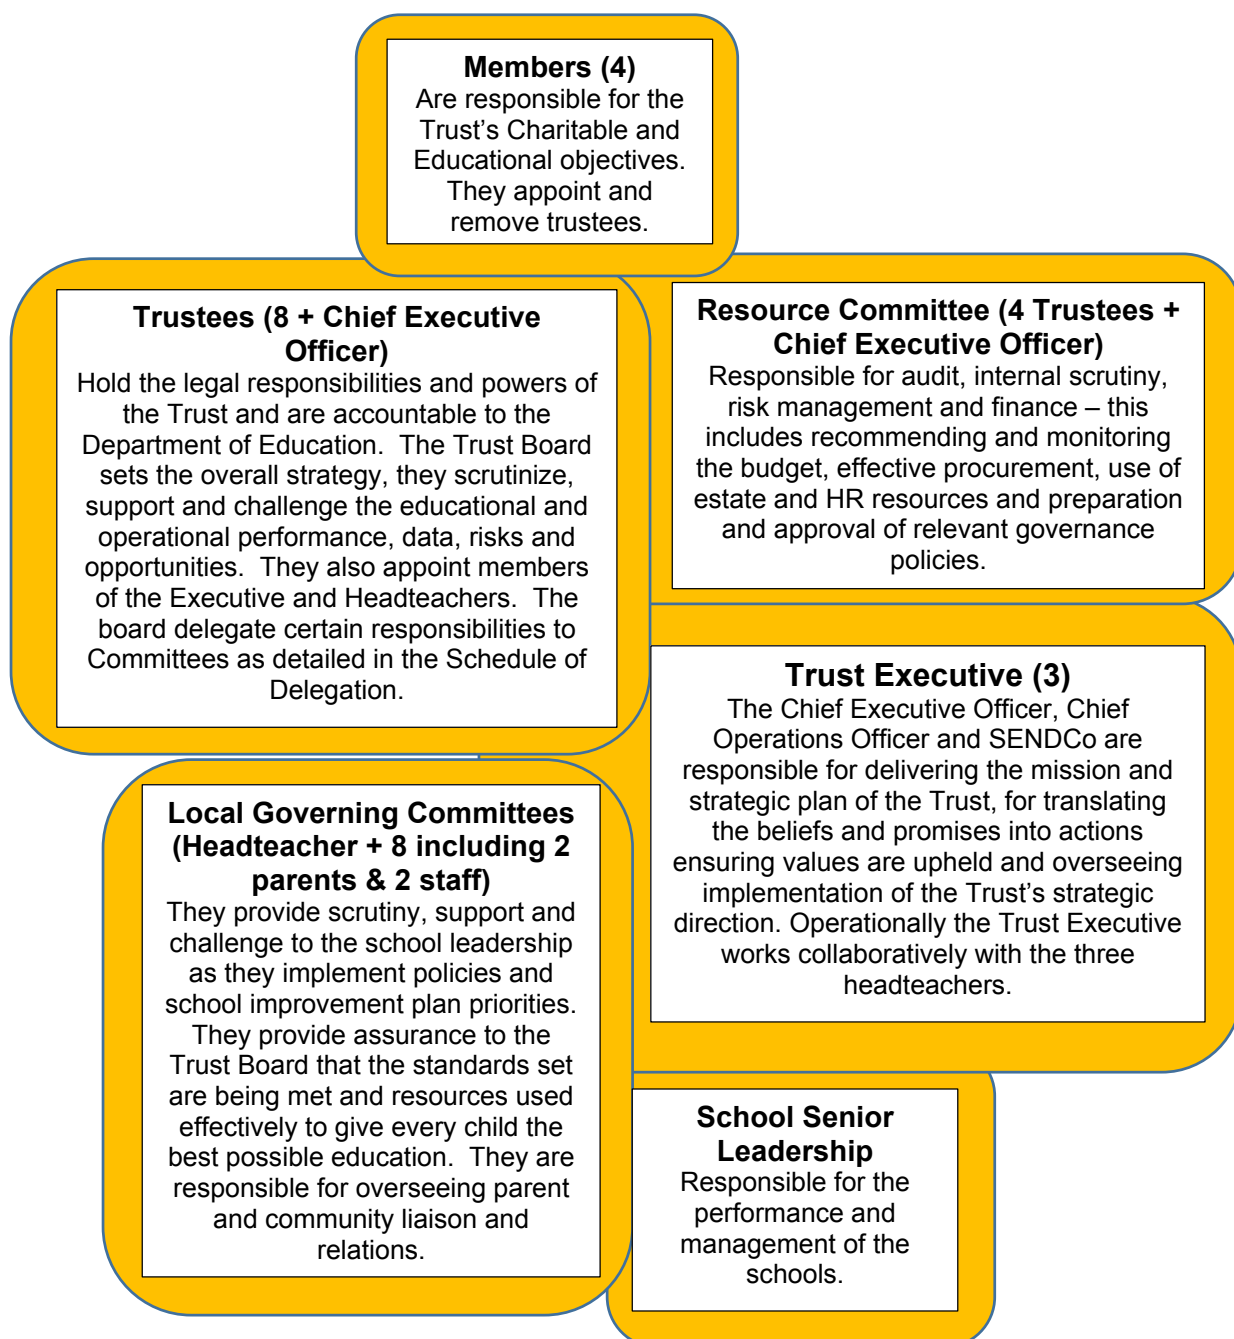 Members (4)
Are responsible for the
Trust’s Charitable and
Educational objectives.
They appoint and
remove trustees.
Trustees (8 + Chief Executive
Officer)
Hold the legal responsibilities and powers of
the Trust and are accountable to the
Department of Education.  The Trust Board
sets the overall strategy, they scrutinize,
support and challenge the educational and
operational performance, data, risks and
opportunities.  They also appoint members
of the Executive and Headteachers.  The
board delegate certain responsibilities to
Committees as detailed in the Schedule of
Delegation.
Resource Committee (4 Trustees +
Chief Executive Officer)
Responsible for audit, internal scrutiny,
risk management and finance – this
includes recommending and monitoring
the budget, effective procurement, use of
estate and HR resources and preparation
and approval of relevant governance
policies.
Trust Executive (3)
The Chief Executive Officer, Chief
Operations Officer and SENDCo are
responsible for delivering the mission and
strategic plan of the Trust, for translating
the beliefs and promises into actions
ensuring values are upheld and overseeing
implementation of the Trust’s strategic
direction. Operationally the Trust Executive
works collaboratively with the three
headteachers.
Local Governing Committees
(Headteacher + 8 including 2
parents & 2 staff)
They provide scrutiny, support and
challenge to the school leadership
as they implement policies and
school improvement plan priorities.
They provide assurance to the
Trust Board that the standards set
are being met and resources used
effectively to give every child the
best possible education.  They are
responsible for overseeing parent
and community liaison and
relations.
School Senior
Leadership
Responsible for the
performance and
management of the
schools.